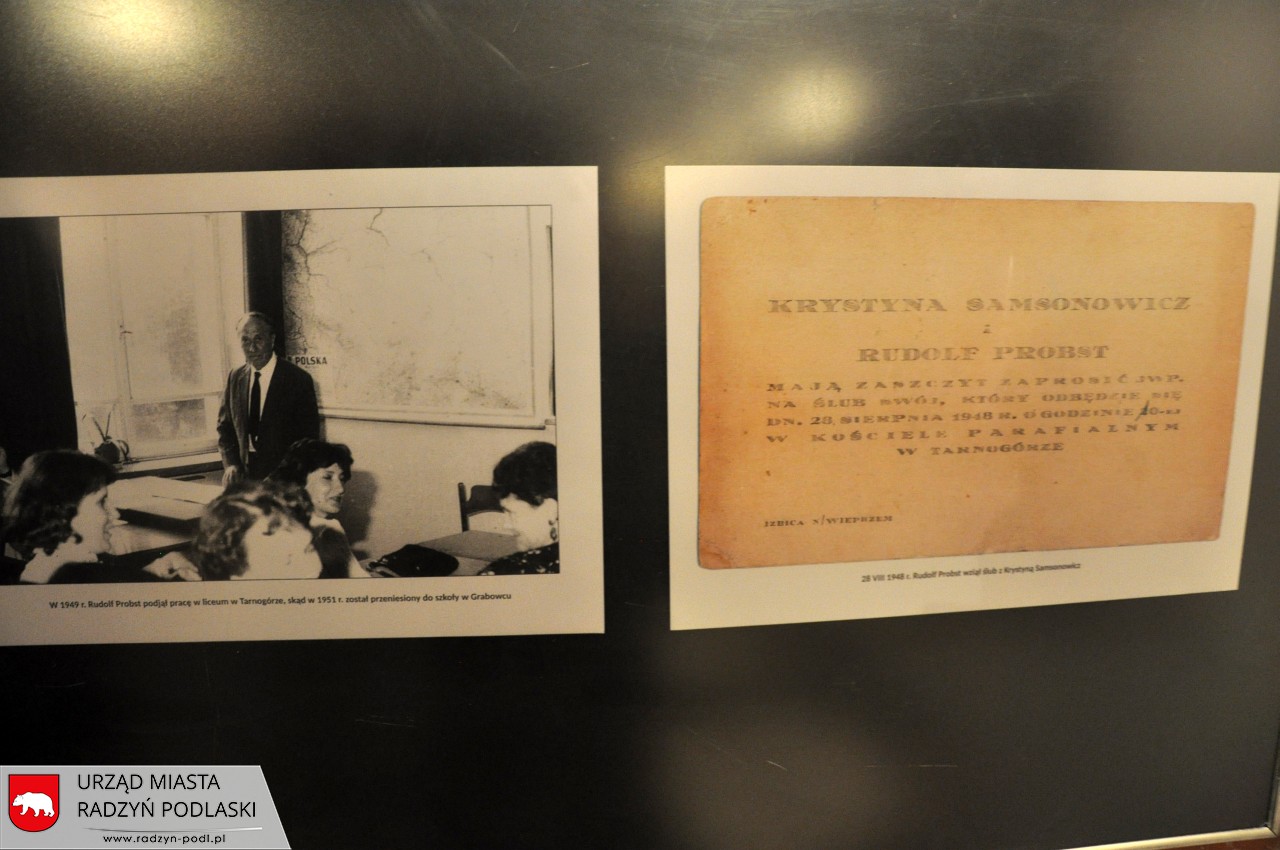 POLSKA
W 1949 r. Rudolf Probst podjął pracę w liceum w Tarnogórze, skąd w 1951 r. został przeniesiony do szkoły w Grabowcu
KRYSTYNA SAMSONOWICZ
i
RUDOLF PROBST
MAJĄ ZASZCZYT ZAPROSIĆ JWP.
NA ŚLUB SWÓJ, KTÓRY ODBĘDZIE SIĘ
DN. 28 SIERPNIA 1948 R. O GODZINIE
W KOŚCIELE PARAFIALNYM
W TARNOGÓRZE
IZBICA N/WIEPRZEM
28 VIII 1948 r. Rudolf Probst wziął ślub z Krystyną Samsonowicz
URZĄD MIASTA
RADZYŃ PODLASKI
www.radzyn-podl.pl